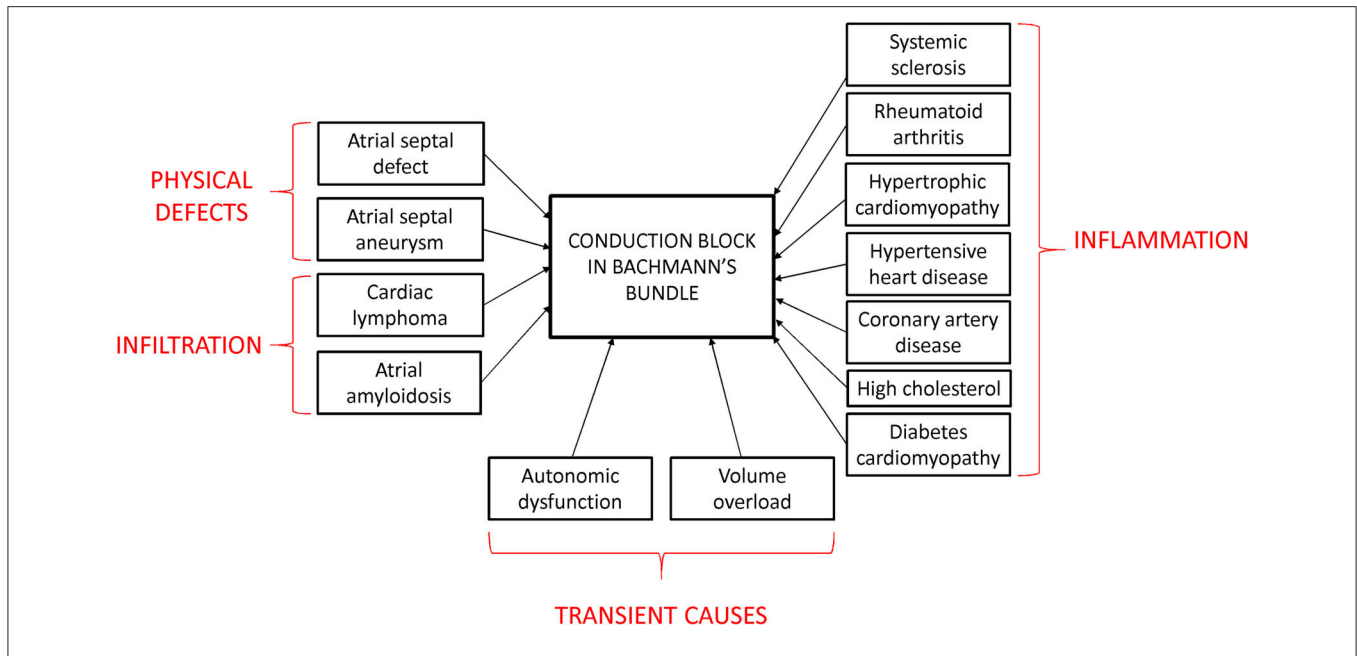 PHYSICAL
DEFECTS
Atrial septal
defect
Atrial septal
aneurysm
INFILTRATION
Cardiac
lymphoma
Atrial
amyloidosis
CONDUCTION BLOCK
IN BACHMANN’S
BUNDLE
Autonomic
dysfunction
Volume
overload
TRANSIENT CAUSES
Systemic
sclerosis
Rheumatoid
arthritis
Hypertrophic
cardiomyopathy
Hypertensive
heart disease
Coronary artery
disease
High cholesterol
Diabetes
cardiomyopathy
INFLAMMATION